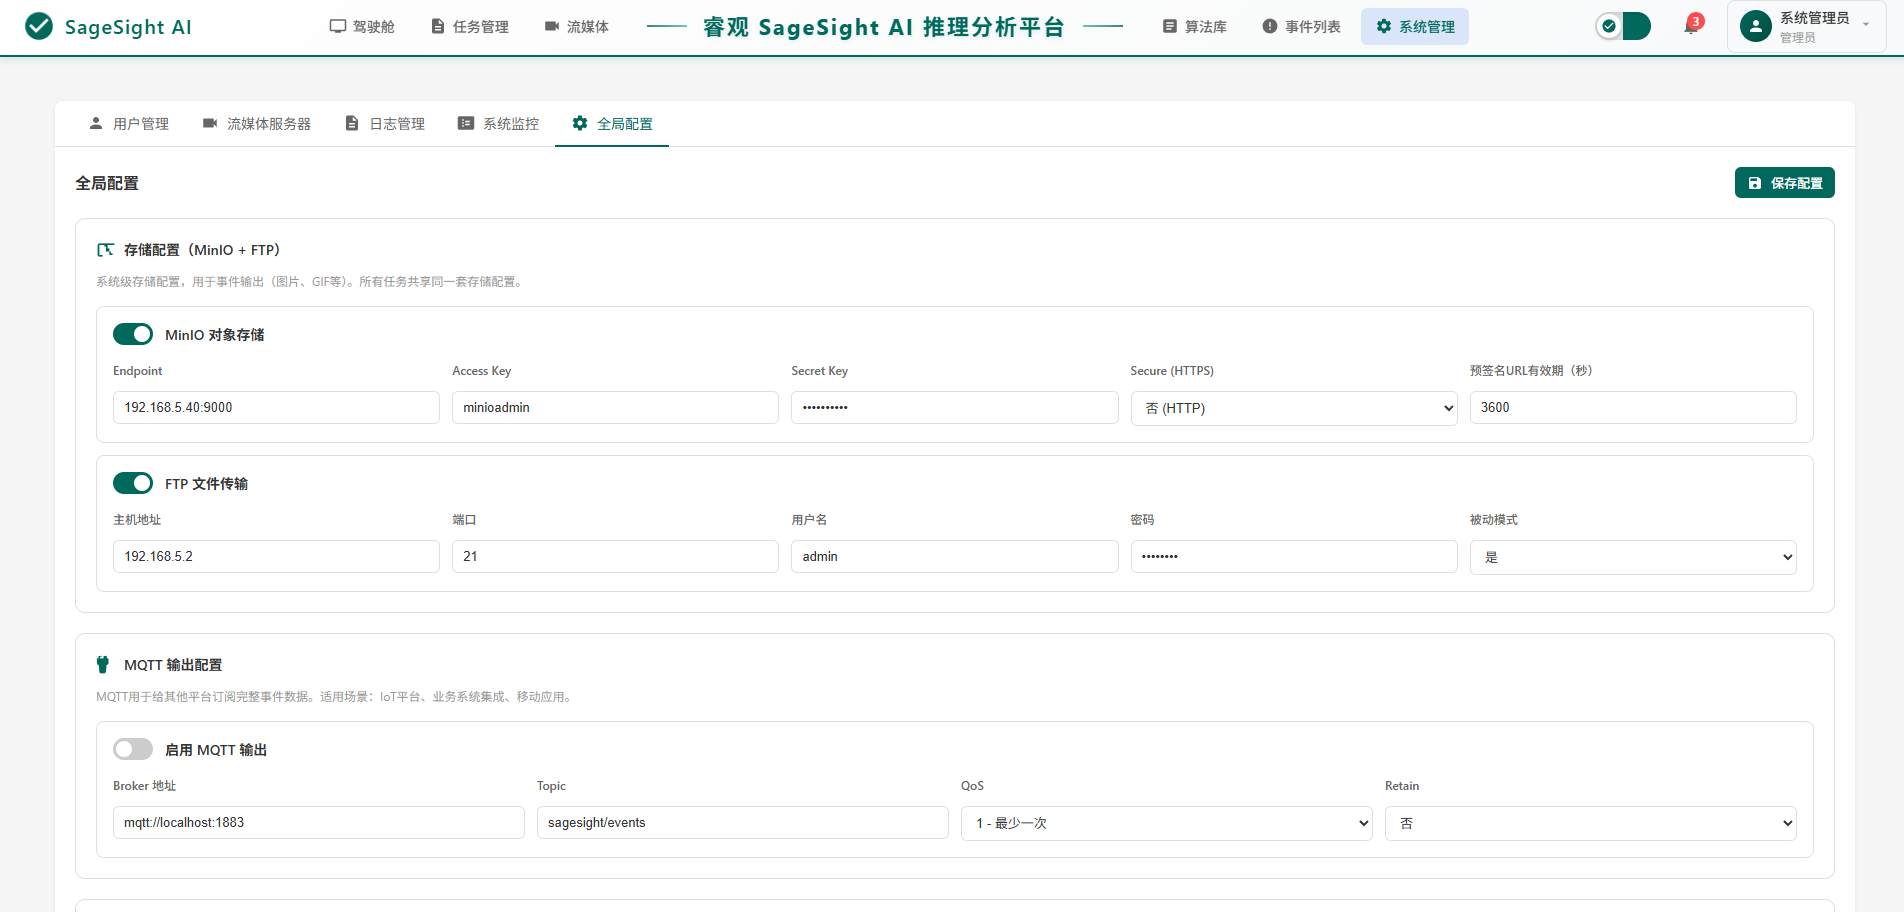 SageSight AI
驾驶舱
任务管理
流媒体
睿观 SageSight AI 推理分析平台
算法库
事件列表
系统管理
3
系统管理员
管理员
用户管理
流媒体服务器
日志管理
系统监控
全局配置
全局配置
保存配置
存储配置（MinIO + FTP）
系统级存储配置，用于事件输出（图片、GIF等）。所有任务共享同一套存储配置。
MinIO 对象存储
Endpoint
Access Key
Secret Key
Secure (HTTPS)
预签名URL有效期（秒）
192.168.5.40:9000
minioadmin
••••••••••
否 (HTTP)
3600
FTP 文件传输
主机地址
端口
用户名
密码
被动模式
192.168.5.2
21
admin
••••••••
是
MQTT 输出配置
MQTT用于给其他平台订阅完整事件数据。适用场景：IoT平台、业务系统集成、移动应用。
启用 MQTT 输出
Broker 地址
Topic
QoS
Retain
mqtt://localhost:1883
sagesight/events
1 - 最少一次
否